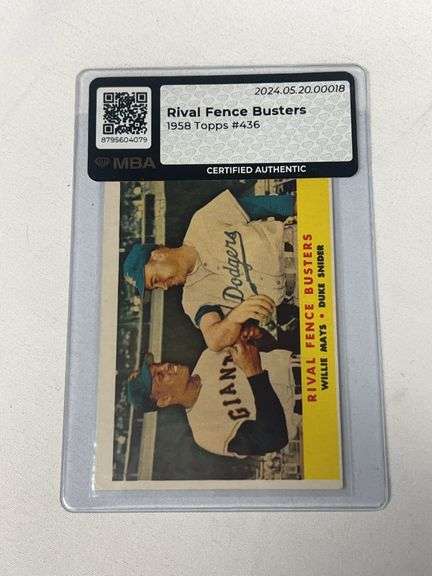 2024.05.20.00018
Rival Fence Busters
1958 Topps #436
8795604079
MBA
CERTIFIED AUTHENTIC
Dodgers
GIANT
RIVAL FENCE BUSTERS
WILLIE MAYS • DUKE SNIDER